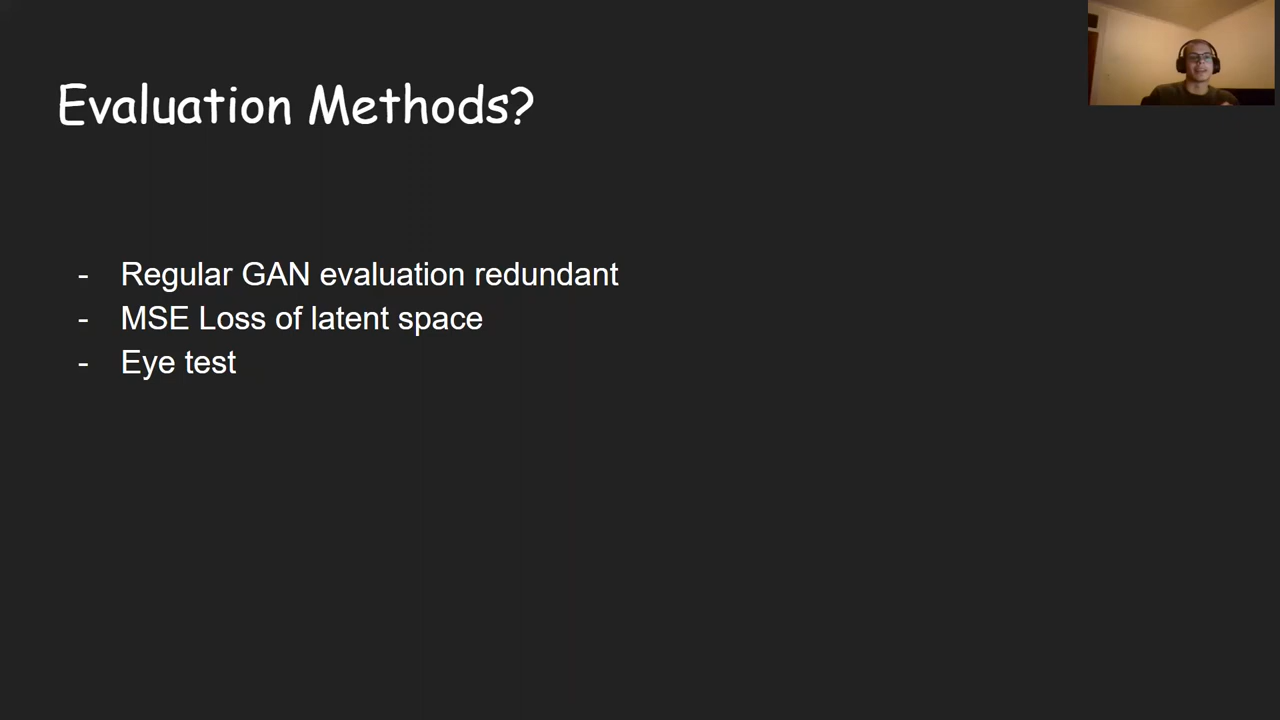 Evaluation Methods?
- Regular GAN evaluation redundant
- MSE Loss of latent space
- Eye test